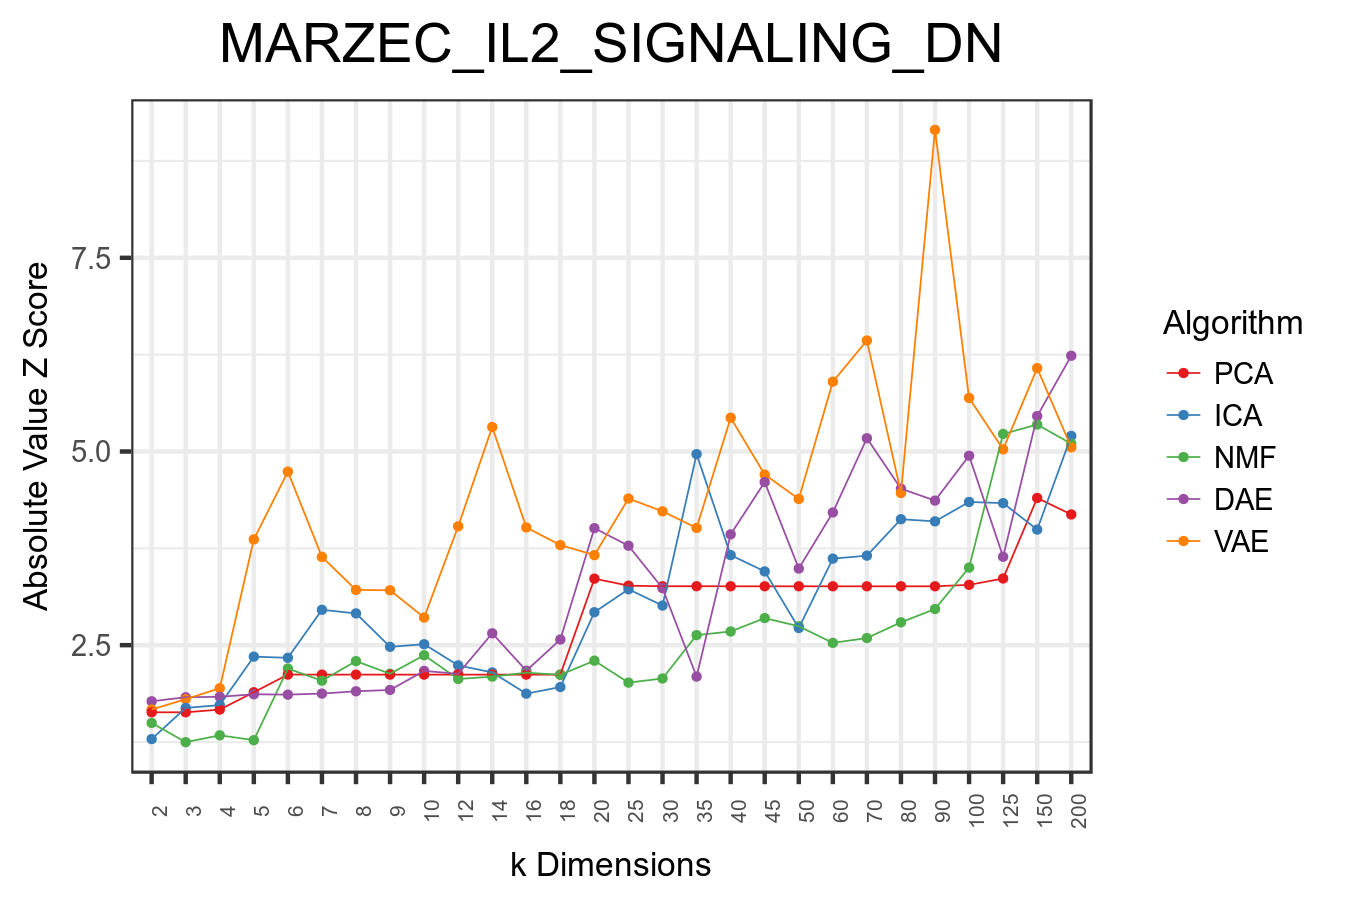 MARZEC_IL2_SIGNALING_DN
Absolute Value Z Score
7.5
5.0
2.5
2 3 4 5 6 7 8 9 10 12 14 16 18 20 25 30 35 40 45 50 60 70 80 90 100 125 150 200
k Dimensions
Algorithm
PCA
ICA
NMF
DAE
VAE